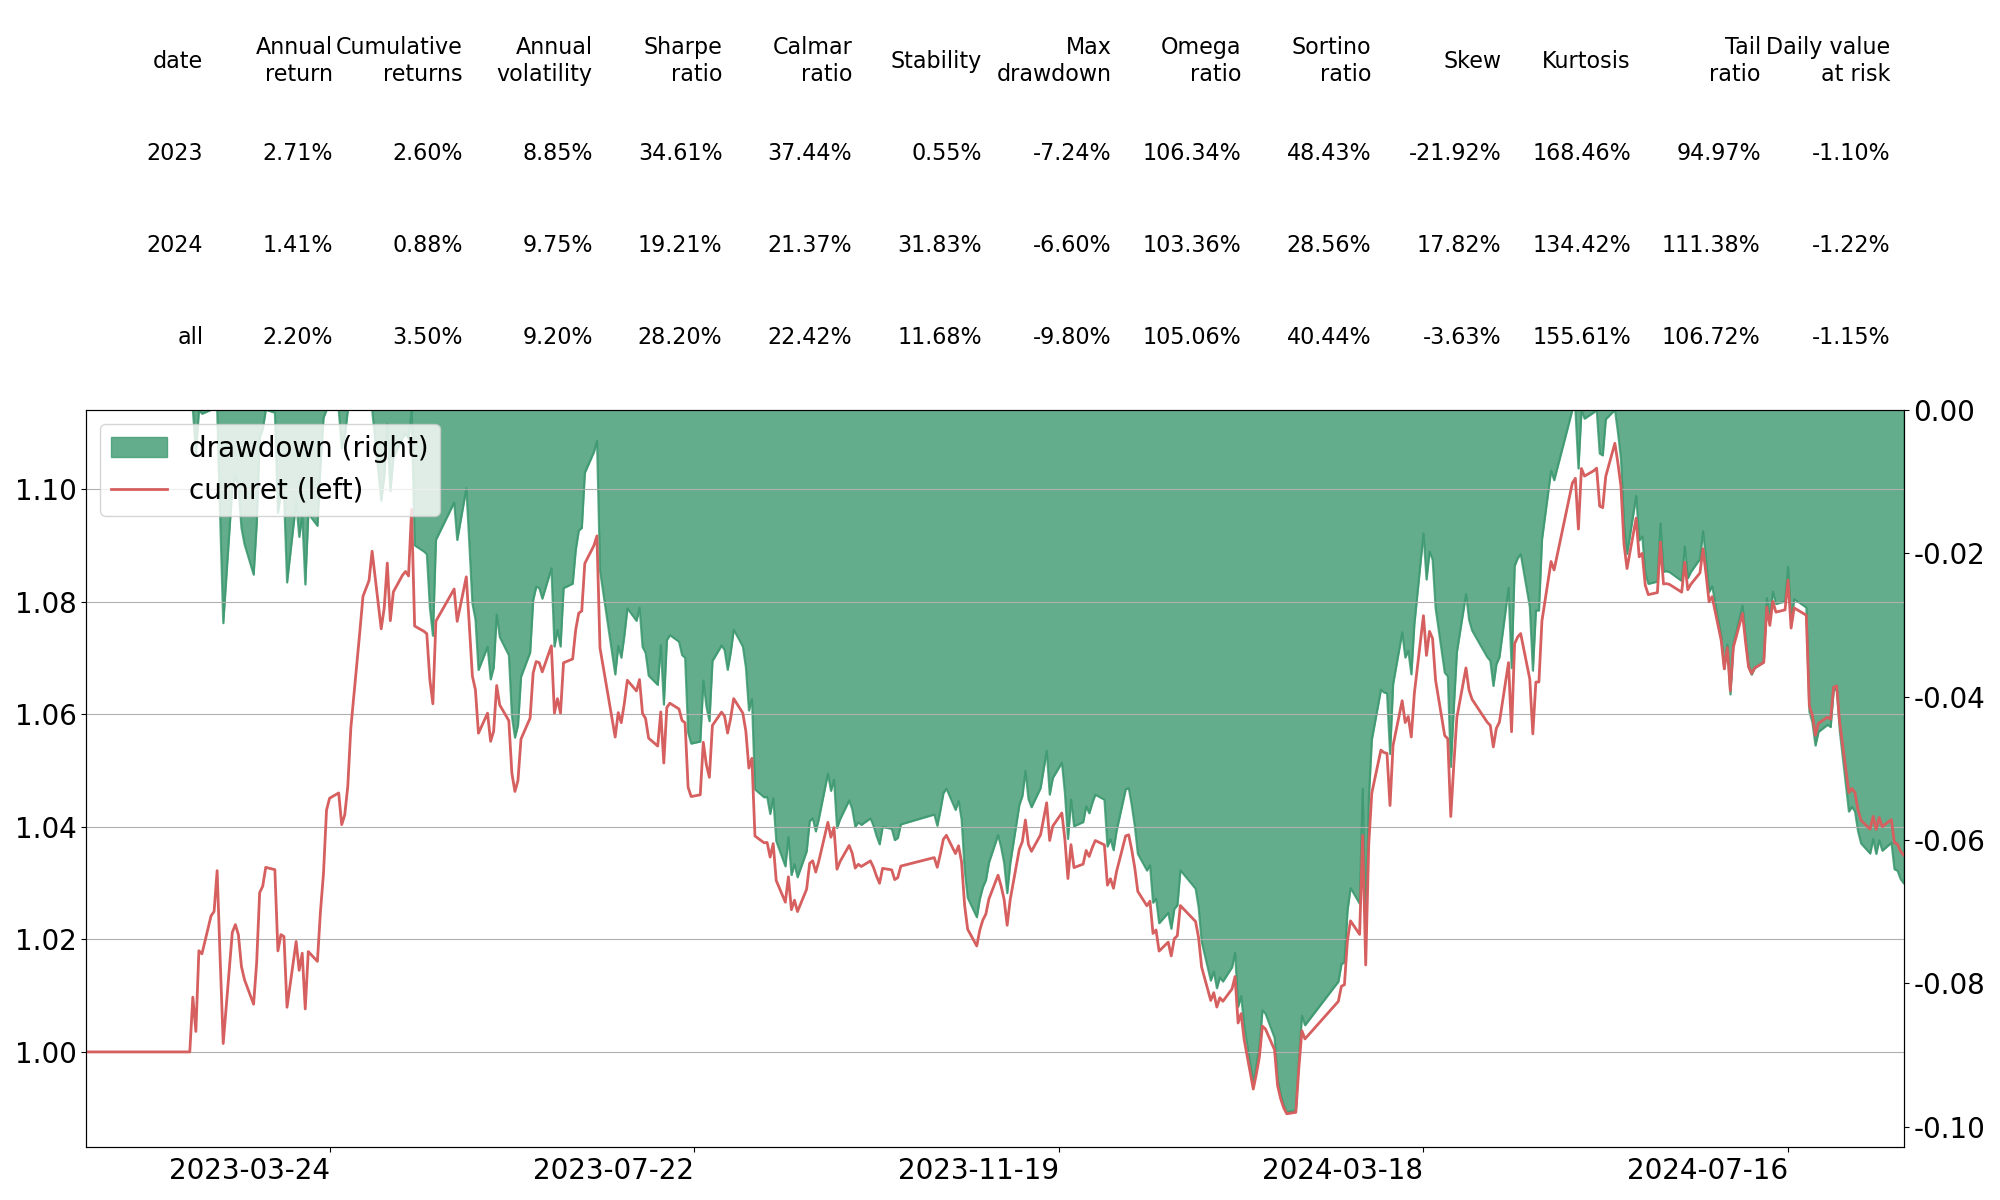 date Annual return Cumulative returns Annual volatility Sharpe ratio Calmar ratio Stability Max drawdown Omega ratio Sortino ratio Skew Kurtosis Tail ratio Daily value at risk
2023 2.71% 2.60% 8.85% 34.61% 37.44% 0.55% -7.24% 106.34% 48.43% -21.92% 168.46% 94.97% -1.10%
2024 1.41% 0.88% 9.75% 19.21% 21.37% 31.83% -6.60% 103.36% 28.56% 17.82% 134.42% 111.38% -1.22%
all 2.20% 3.50% 9.20% 28.20% 22.42% 11.68% -9.80% 105.06% 40.44% -3.63% 155.61% 106.72% -1.15%
drawdown (right)
cumret (left)
1.10
1.08
1.06
1.04
1.02
1.00
0.00
-0.02
-0.04
-0.06
-0.08
-0.10
2023-03-24 2023-07-22 2023-11-19 2024-03-18 2024-07-16